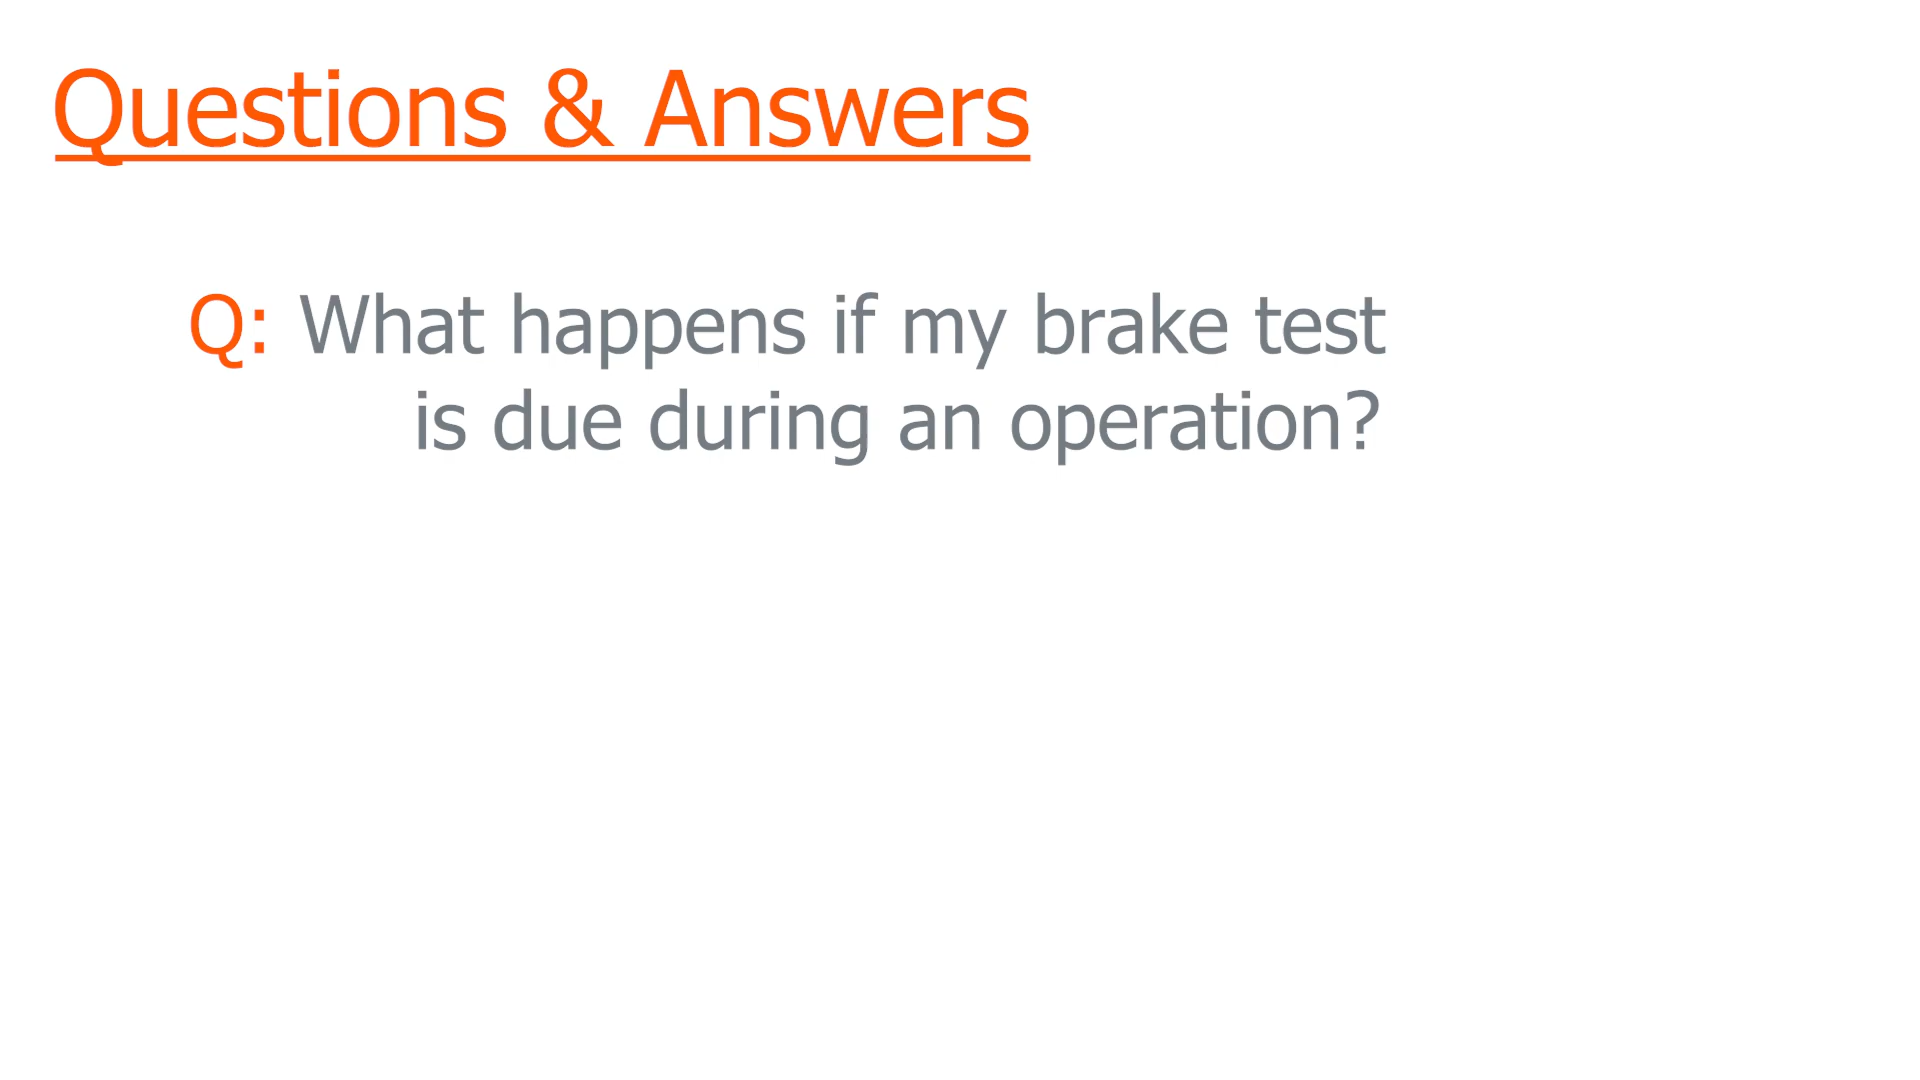 Questions & Answers
Q: What happens if my brake test
is due during an operation?